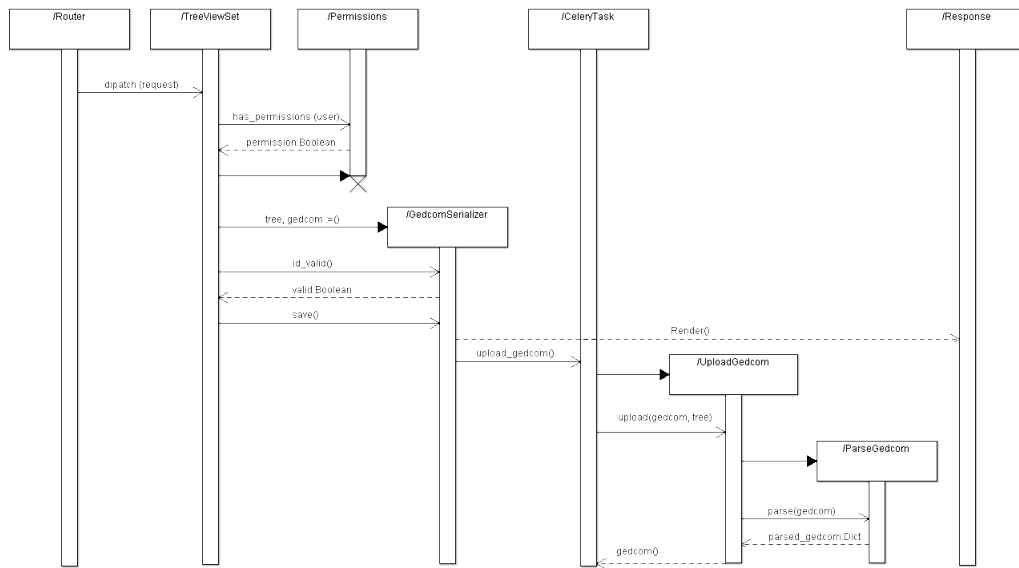 /Router
/TreeViewSet
/Permissions
/CeleryTask
/Response
dipatch (request)
has_permissions (user)
permission:Boolean
/GedcomSerializer
tree, gedcom :=()
id_valid()
valid:Boolean
save()
Render()
upload_gedcom()
/UploadGedcom
upload(gedcom, tree)
/ParseGedcom
parse(gedcom)
parsed_gedcom:Dict
gedcom()